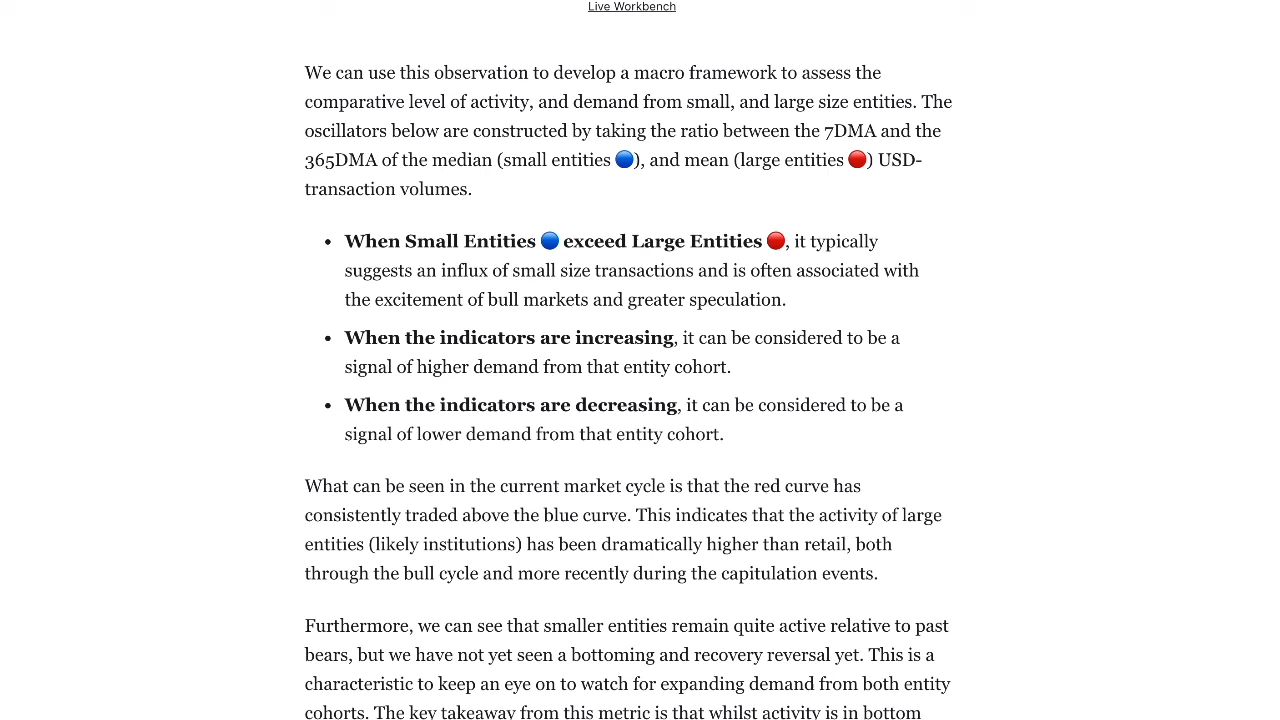 Live Workbench
We can use this observation to develop a macro framework to assess the
comparative level of activity, and demand from small, and large size entities. The
oscillators below are constructed by taking the ratio between the 7DMA and the
365DMA of the median (small entities 🔵), and mean (large entities 🔴) USD-
transaction volumes.
• When Small Entities 🔵 exceed Large Entities 🔴, it typically
suggests an influx of small size transactions and is often associated with
the excitement of bull markets and greater speculation.
• When the indicators are increasing, it can be considered to be a
signal of higher demand from that entity cohort.
• When the indicators are decreasing, it can be considered to be a
signal of lower demand from that entity cohort.
What can be seen in the current market cycle is that the red curve has
consistently traded above the blue curve. This indicates that the activity of large
entities (likely institutions) has been dramatically higher than retail, both
through the bull cycle and more recently during the capitulation events.
Furthermore, we can see that smaller entities remain quite active relative to past
bears, but we have not yet seen a bottoming and recovery reversal yet. This is a
characteristic to keep an eye on to watch for expanding demand from both entity
cohorts. The key takeaway from this metric is that whilst activity is in bottom